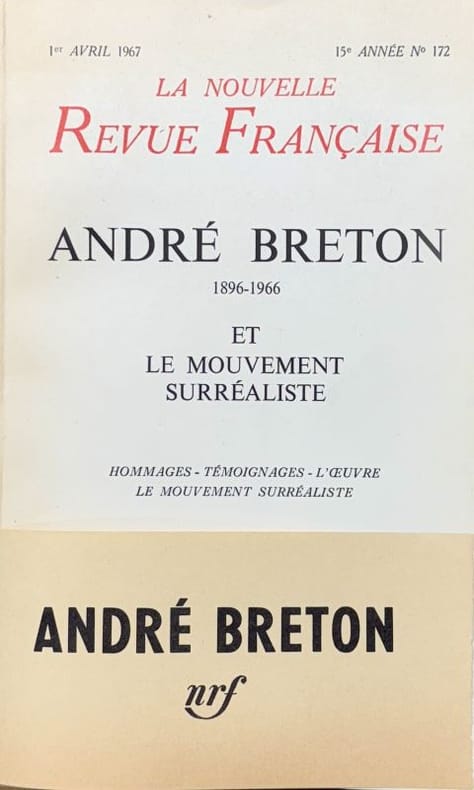 1er AVRIL 1967 15e ANNÉE No 172
LA NOUVELLE
REVUE FRANÇAISE
ANDRÉ BRETON
1896-1966
ET
LE MOUVEMENT
SURRÉALISTE
HOMMAGES - TÉMOIGNAGES - L'ŒUVRE
LE MOUVEMENT SURRÉALISTE
ANDRÉ BRETON
nrf